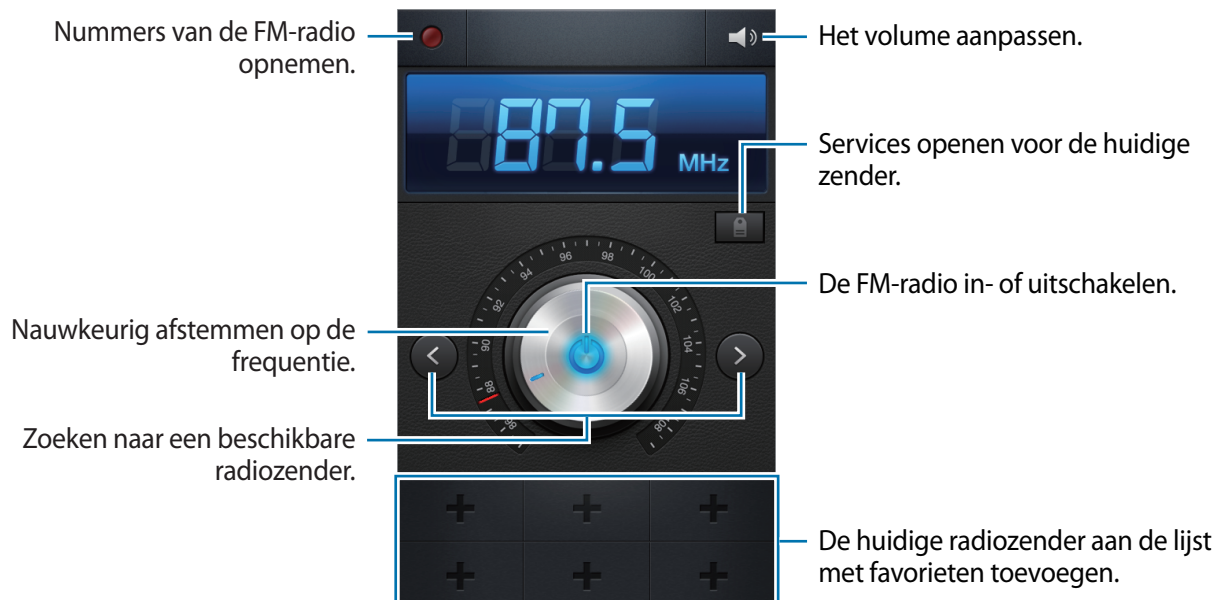 Nummers van de FM-radio
opnemen.
Het volume aanpassen.
87.5 MHz
Services openen voor de huidige
zender.
De FM-radio in- of uitschakelen.
86 88 90 92 94 96 98 100 102 104 106 108
Nauwkeurig afstemmen op de
frequentie.
Zoeken naar een beschikbare
radiozender.
De huidige radiozender aan de lijst
met favorieten toevoegen.